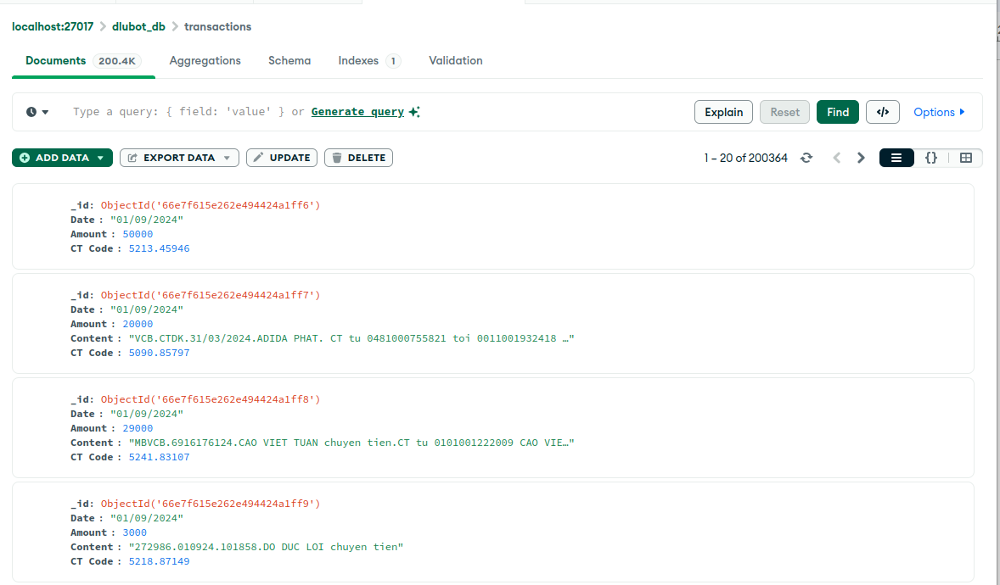 localhost:27017 > dlubot_db > transactions
Documents 200.4K Aggregations Schema Indexes 1 Validation
Type a query: { field: 'value' } or Generate query Explain Reset Find </> Options
ADD DATA EXPORT DATA UPDATE DELETE 1 – 20 of 200364 {}
_id: ObjectId('66e7f615e262e494424a1ff6')
Date : "01/09/2024"
Amount : 50000
CT Code : 5213.45946
_id: ObjectId('66e7f615e262e494424a1ff7')
Date : "01/09/2024"
Amount : 20000
Content : "VCB.CTDK.31/03/2024.ADIDA PHAT. CT tu 0481000755821 toi 0011001932418 …"
CT Code : 5090.85797
_id: ObjectId('66e7f615e262e494424a1ff8')
Date : "01/09/2024"
Amount : 29000
Content : "MBVCB.6916176124.CAO VIET TUAN chuyen tien.CT tu 0101001222009 CAO VIE…"
CT Code : 5241.83107
_id: ObjectId('66e7f615e262e494424a1ff9')
Date : "01/09/2024"
Amount : 3000
Content : "272986.010924.101858.DO DUC LOI chuyen tien"
CT Code : 5218.87149